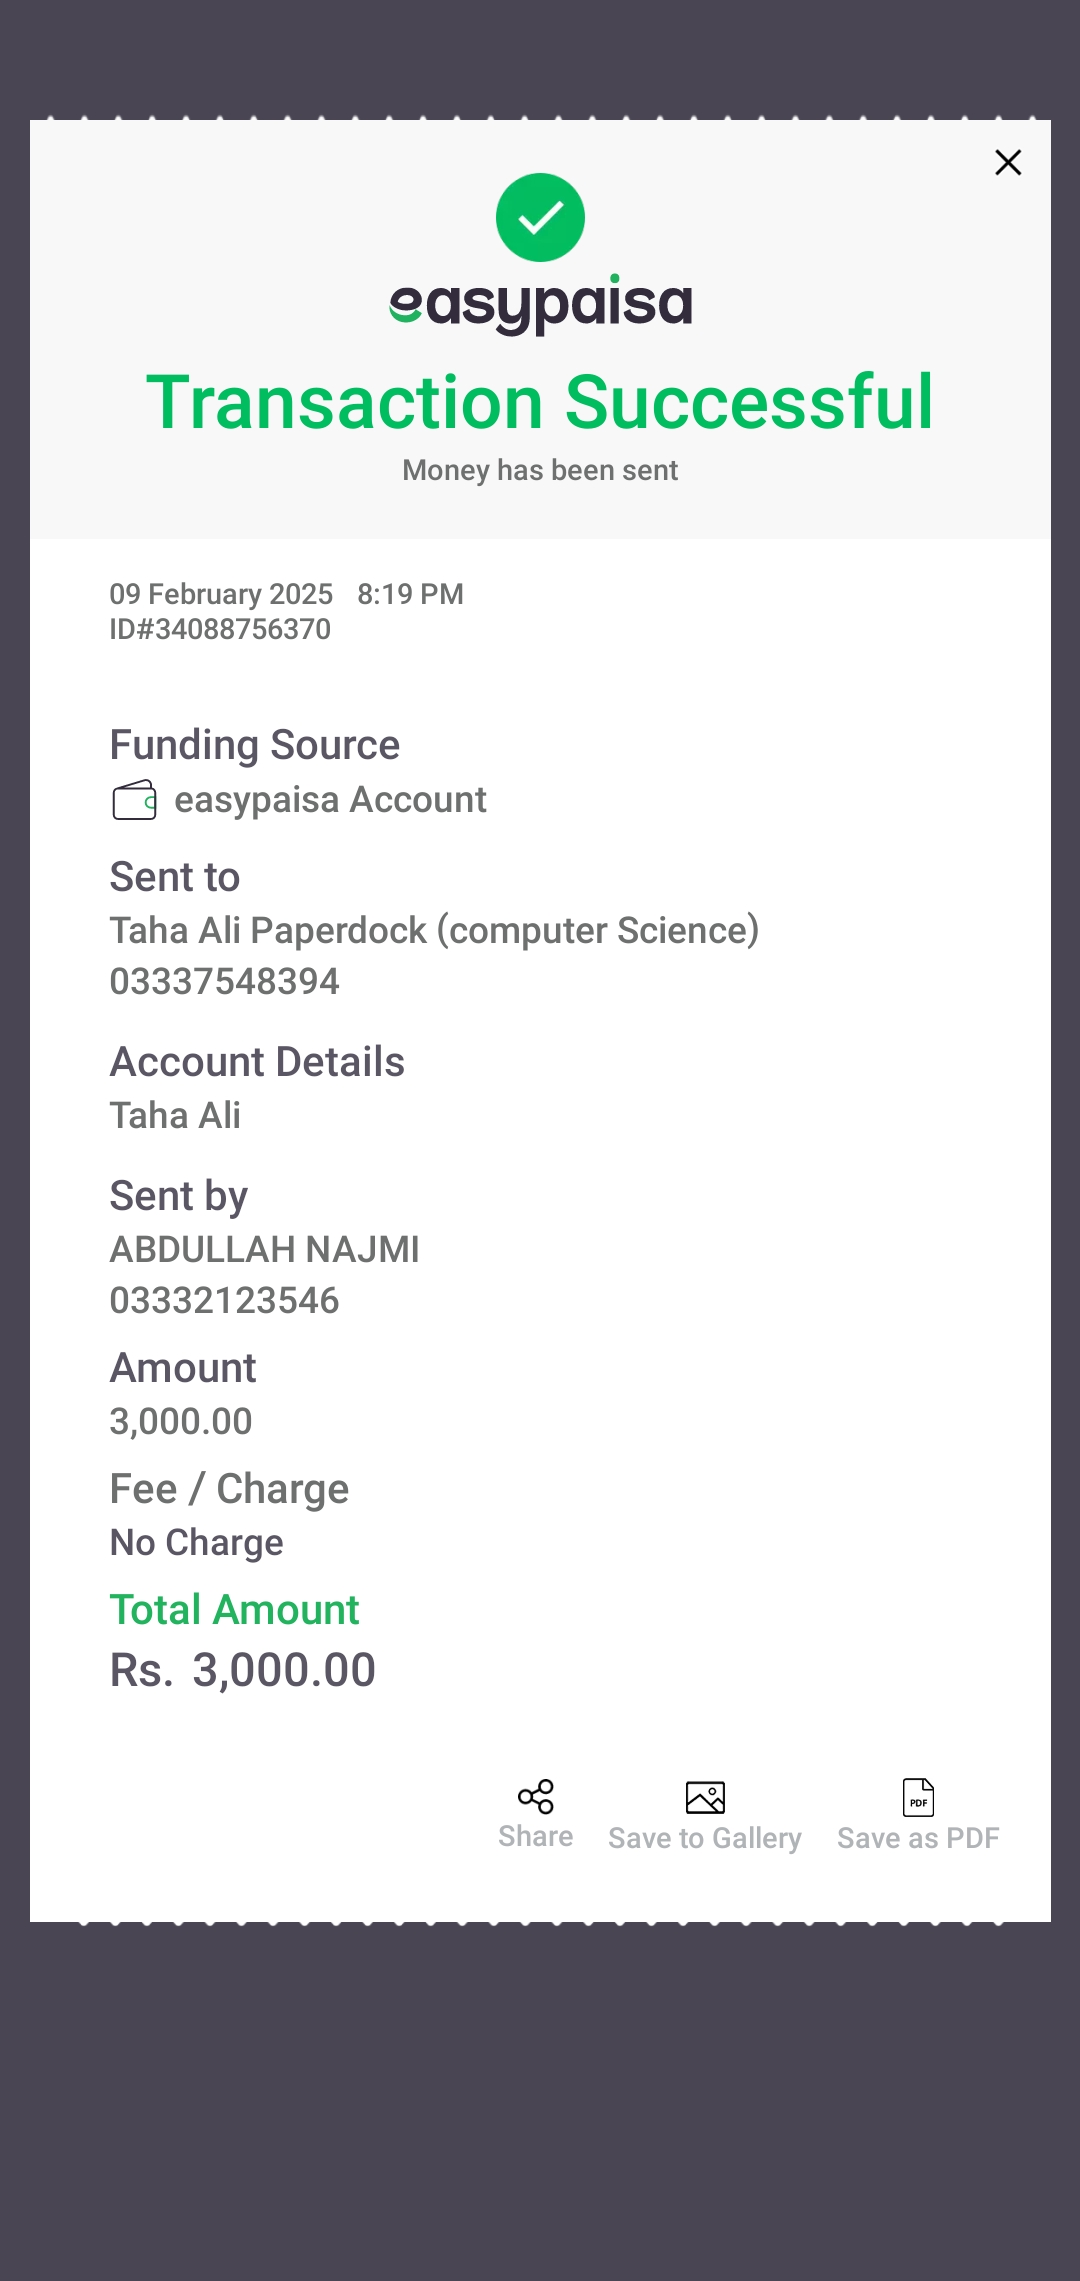 easypaisa
Transaction Successful
Money has been sent
09 February 2025 8:19 PM
ID#34088756370
Funding Source
easypaisa Account
Sent to
Taha Ali Paperdock (computer Science)
03337548394
Account Details
Taha Ali
Sent by
ABDULLAH NAJMI
03332123546
Amount
3,000.00
Fee / Charge
No Charge
Total Amount
Rs. 3,000.00
PDF
Share Save to Gallery Save as PDF